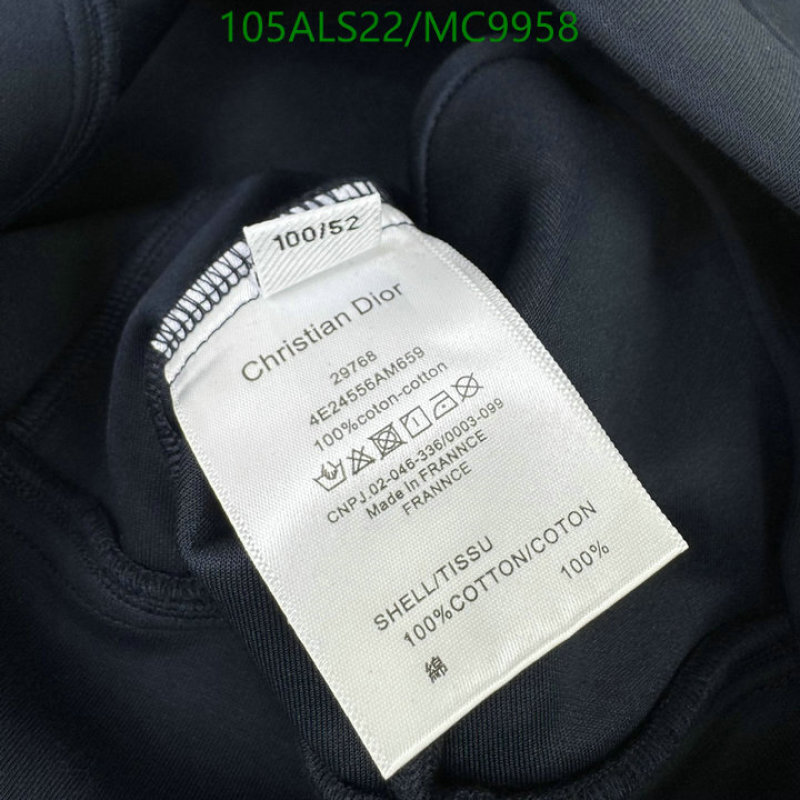 105ALS22/MC9958
100/52
Christian Dior
29768
4E24556AM659
100%coton-cotton
CNPJ.02-046-336/0003-099
Made In FRANNCE
FRANNCE
SHELL/TISSU
100%COTTON/COTON
100%
綿